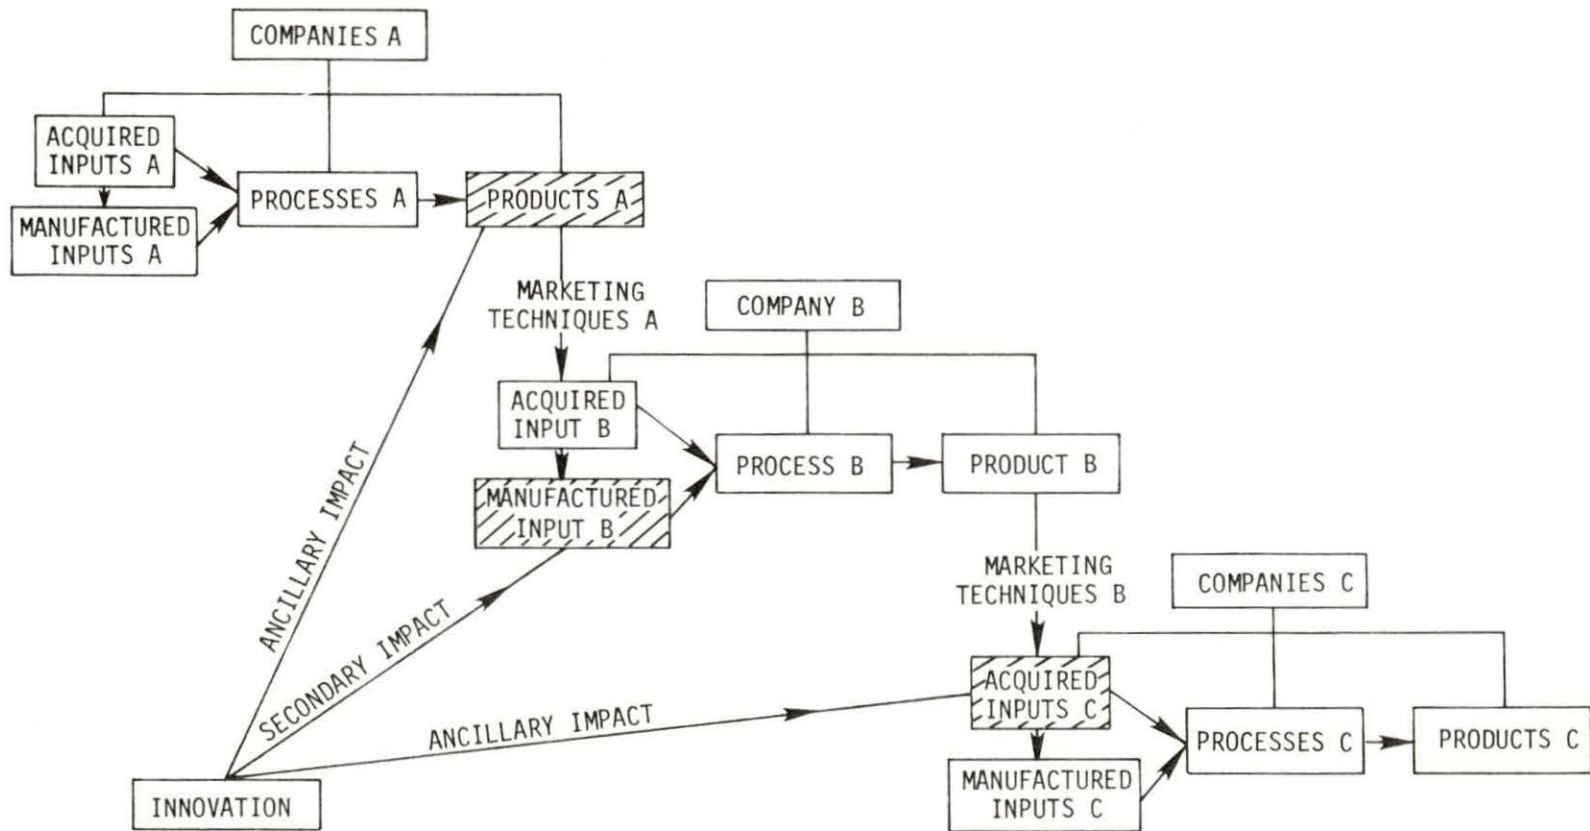 COMPANIES A
ACQUIRED
INPUTS A
PROCESSES A
PRODUCTS A
MANUFACTURED
INPUTS A
MARKETING
TECHNIQUES A
COMPANY B
ACQUIRED
INPUT B
PROCESS B
PRODUCT B
MANUFACTURED
INPUT B
ANCILLARY IMPACT
SECONDARY IMPACT
ANCILLARY IMPACT
MARKETING
TECHNIQUES B
COMPANIES C
ACQUIRED
INPUTS C
PROCESSES C
PRODUCTS C
MANUFACTURED
INPUTS C
INNOVATION